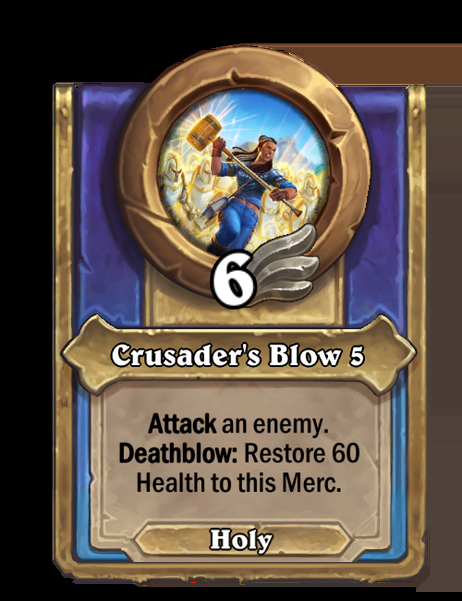 6
Crusader's Blow 5
Attack an enemy.
Deathblow: Restore 60
Health to this Merc.
Holy